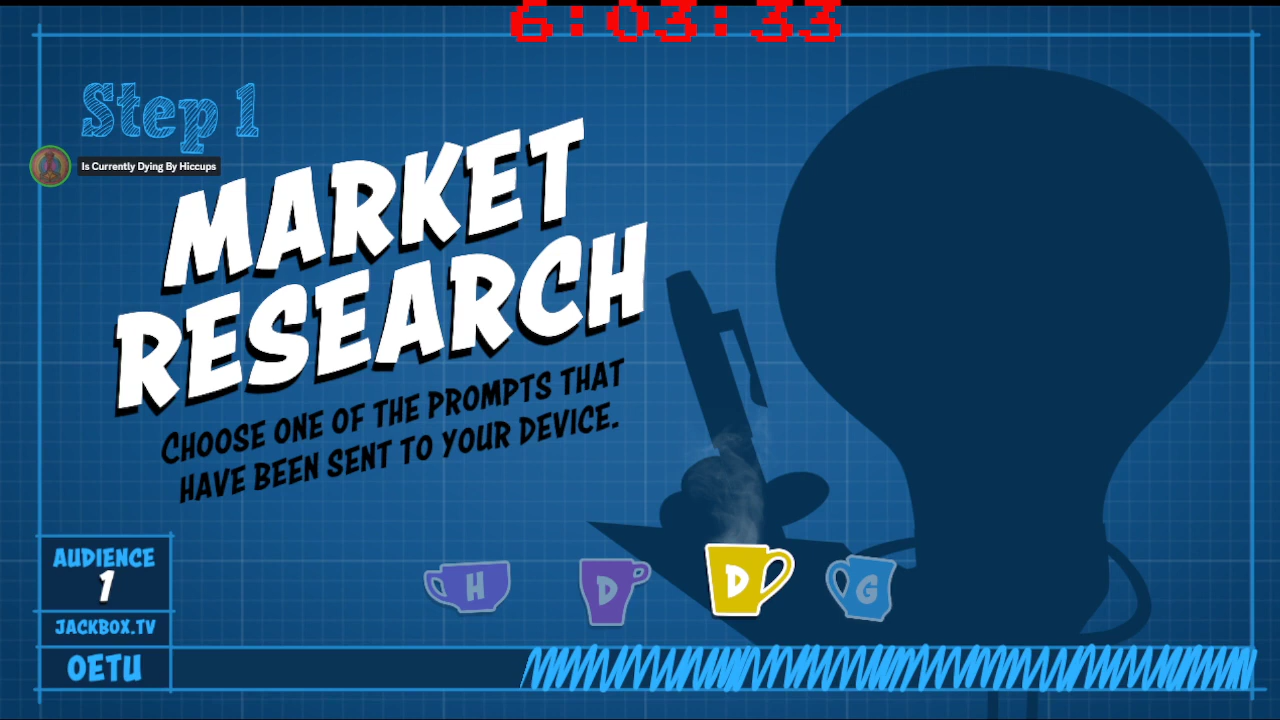 6:03:33
Step 1
Is Currently Dying By Hiccups
MARKET
RESEARCH
CHOOSE ONE OF THE PROMPTS THAT
HAVE BEEN SENT TO YOUR DEVICE.
AUDIENCE
1
JACKBOX.TV
OETU
H D D G